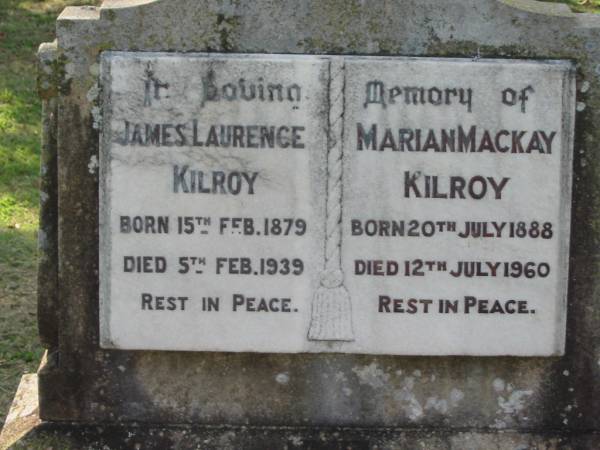 In Loving
JAMES LAURENCE
KILROY
BORN 15TH FEB. 1879
DIED 5TH FEB. 1939
REST IN PEACE.
Memory of
MARIAN MACKAY
KILROY
BORN 20TH JULY 1888
DIED 12TH JULY 1960
REST IN PEACE.